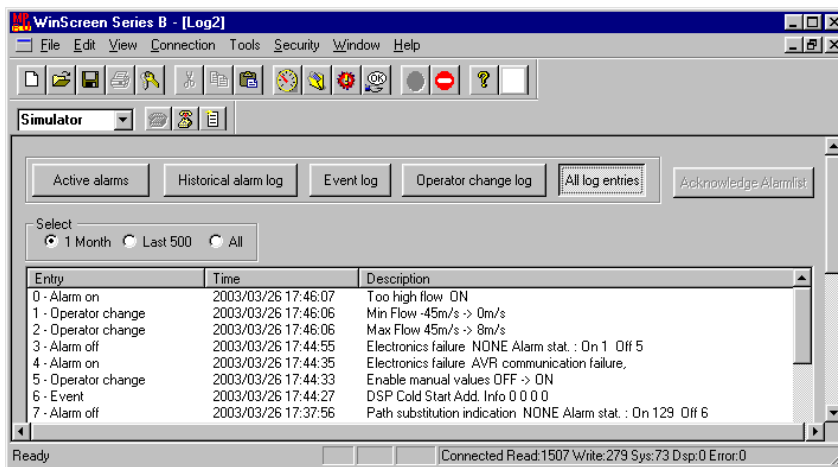 WinScreen Series B - [Log2]
File Edit View Connection Tools Security Window Help
OK
Simulator
Active alarms Historical alarm log Event log Operator change log All log entries Acknowledge Alarmlist
Select
1 Month Last 500 All
Entry Time Description
0 - Alarm on 2003/03/26 17:46:07 Too high flow ON
1 - Operator change 2003/03/26 17:46:06 Min Flow -45m/s -> 0m/s
2 - Operator change 2003/03/26 17:46:06 Max Flow 45m/s -> 8m/s
3 - Alarm off 2003/03/26 17:44:55 Electronics failure NONE Alarm stat. : On 1 Off 5
4 - Alarm on 2003/03/26 17:44:35 Electronics failure AVR communication failure,
5 - Operator change 2003/03/26 17:44:33 Enable manual values OFF -> ON
6 - Event 2003/03/26 17:44:27 DSP Cold Start Add. Info 0 0 0 0
7 - Alarm off 2003/03/26 17:37:56 Path substitution indication NONE Alarm stat. : On 129 Off 6
Ready Connected Read:1507 Write:279 Sys:73 Dsp:0 Error:0